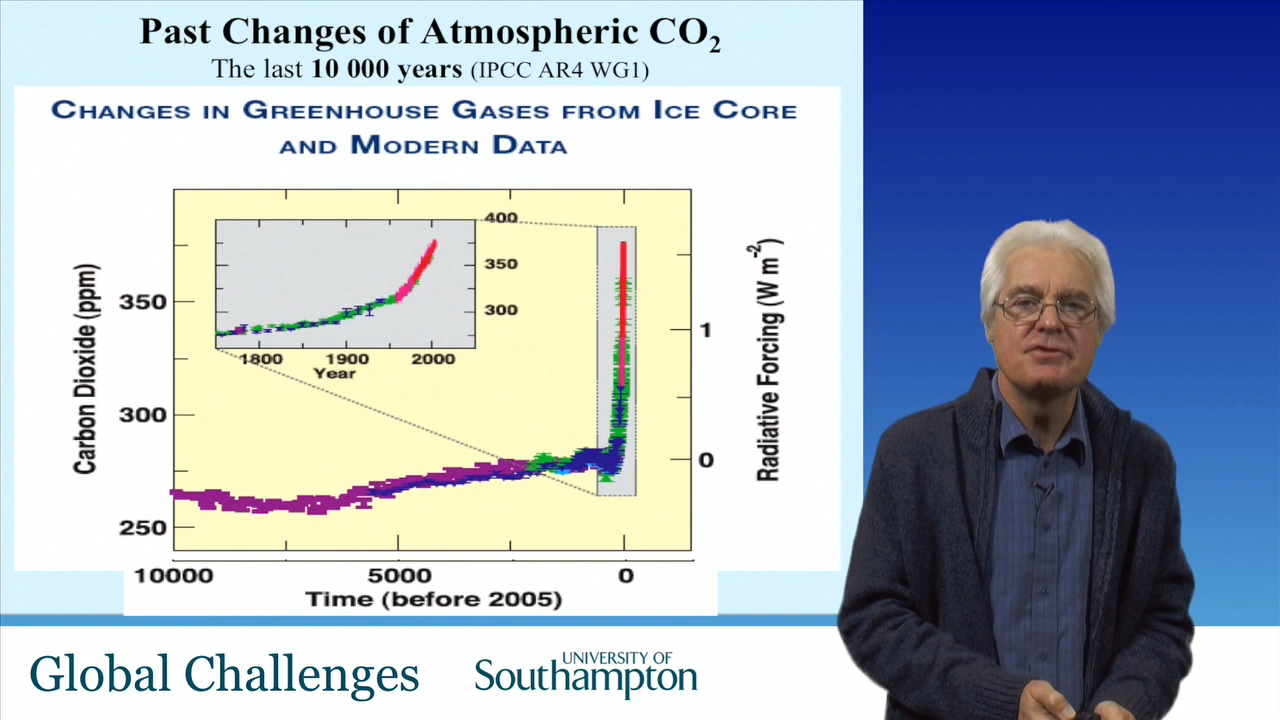 Past Changes of Atmospheric CO₂
The last 10 000 years (IPCC AR4 WG1)
CHANGES IN GREENHOUSE GASES FROM ICE CORE
AND MODERN DATA
400
350
300
1800 1900 2000
Year
Carbon Dioxide (ppm)
350
300
250
1
0
Radiative Forcing (W m⁻²)
10000 5000 0
Time (before 2005)
Global Challenges
UNIVERSITY OF
Southampton